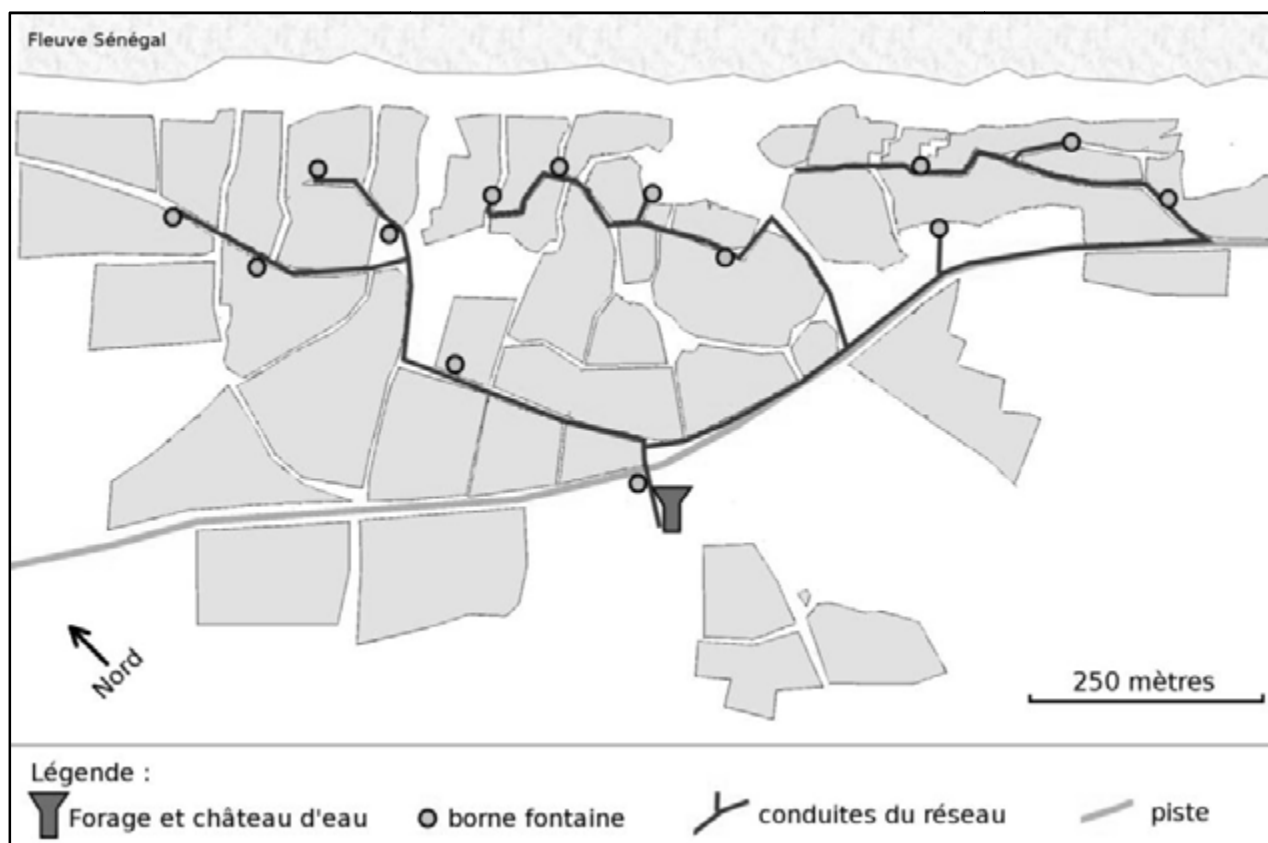 Fleuve Sénégal
Nord
250 mètres
Légende :
Forage et château d'eau
borne fontaine
conduites du réseau
piste